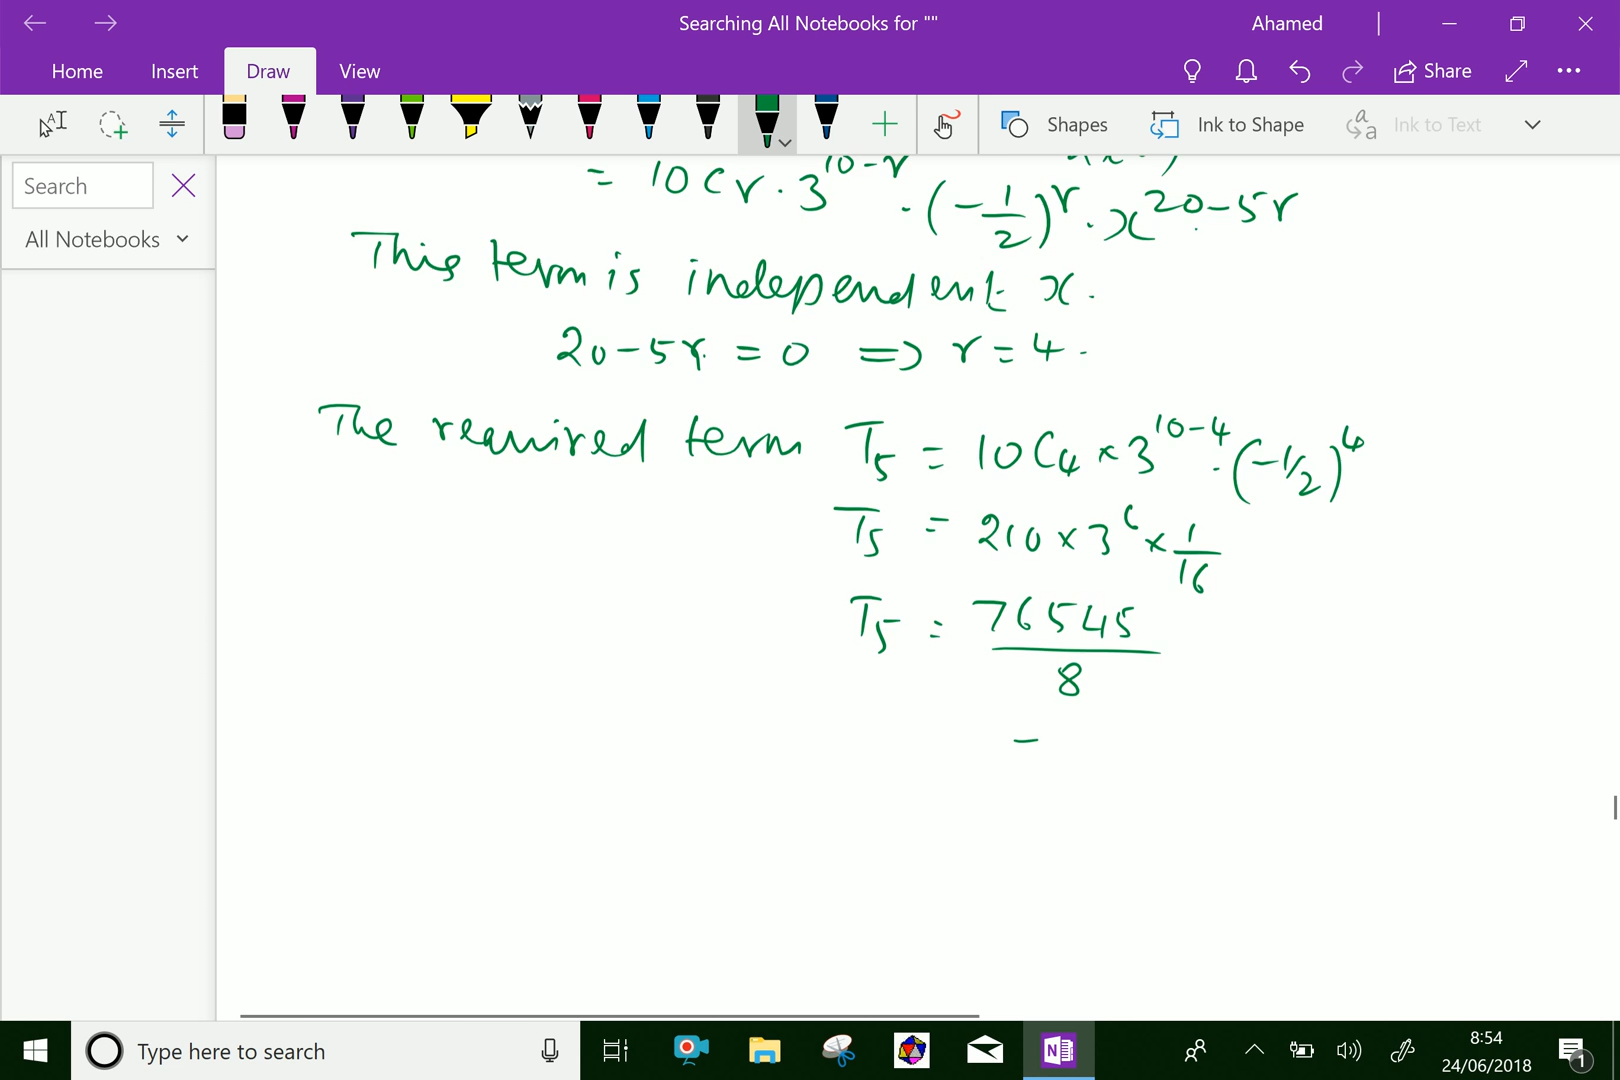 Searching All Notebooks for ""
Ahamed
Home Insert Draw View
Share
Shapes Ink to Shape Ink to Text
Search
All Notebooks
= 10Cr · 3^10-r · (-1/2)^r · x^20-5r
This term is independent x.
20-5r = 0 => r = 4.
The required term T5 = 10C4 × 3^10-4 · (-1/2)^4
T5 = 210 × 3^6 × 1/16
T5 = 76545/8
Type here to search
8:54
24/06/2018
1